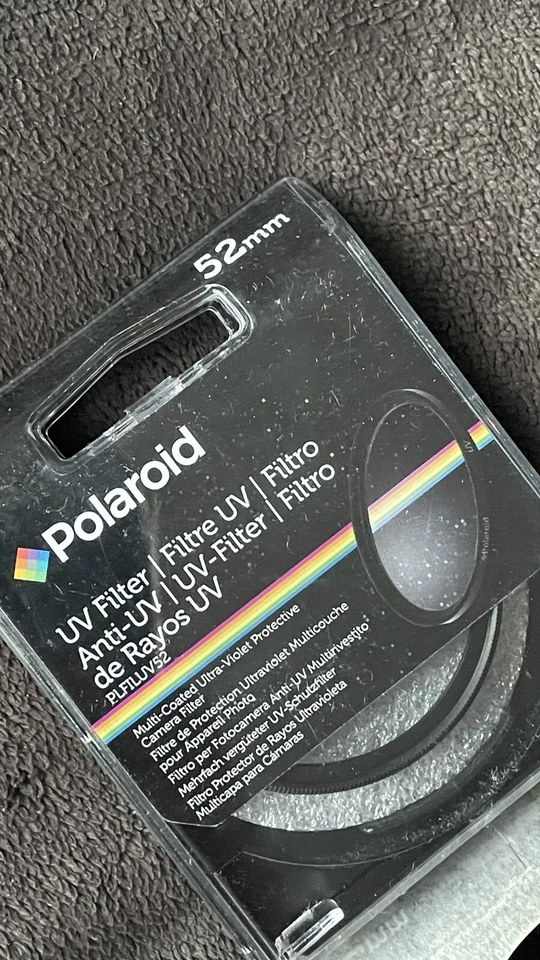 52mm
Polaroid
UV Filter | Filtre UV | Filtro
Anti-UV | UV-Filter | Filtro
de Rayos UV
PLFILUV52
Multi-Coated Ultra-Violet Protective
Camera Filter
Filtre de Protection Ultraviolet Multicouche
pour Appareil Photo
Filtro per Fotocamera Anti-UV Multirivestito
Mehrfach vergüteter UV-Schutzfilter
Filtro Protector de Rayos Ultravioleta
Multicapa para Cámaras
UV
Polaroid